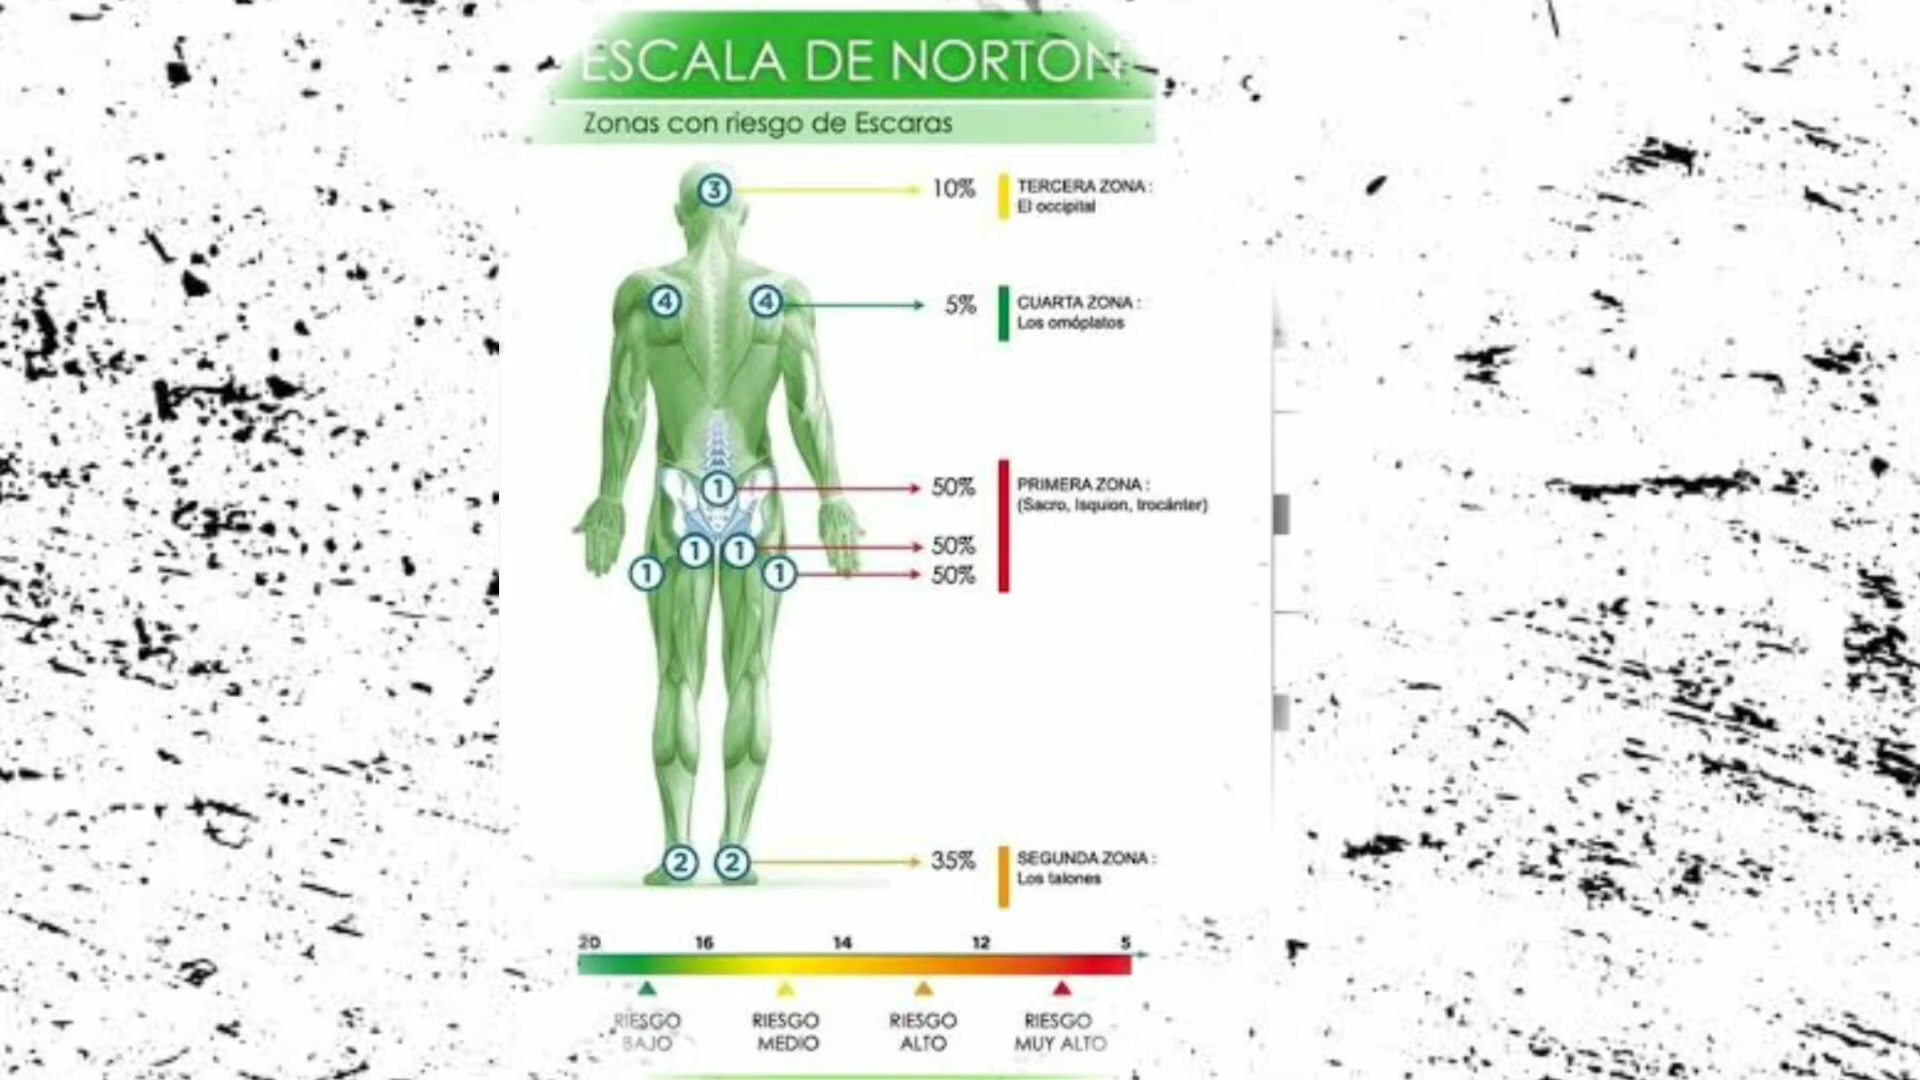 ESCALA DE NORTON
Zonas con riesgo de Escaras
3
10%
TERCERA ZONA :
El occipital
4
4
5%
CUARTA ZONA :
Los omóplatos
1
50%
PRIMERA ZONA :
(Sacro, Isquion, trocánter)
1
1
50%
1
1
50%
2
2
35%
SEGUNDA ZONA :
Los talones
20 16 14 12 5
RIESGO BAJO
RIESGO MEDIO
RIESGO ALTO
RIESGO MUY ALTO